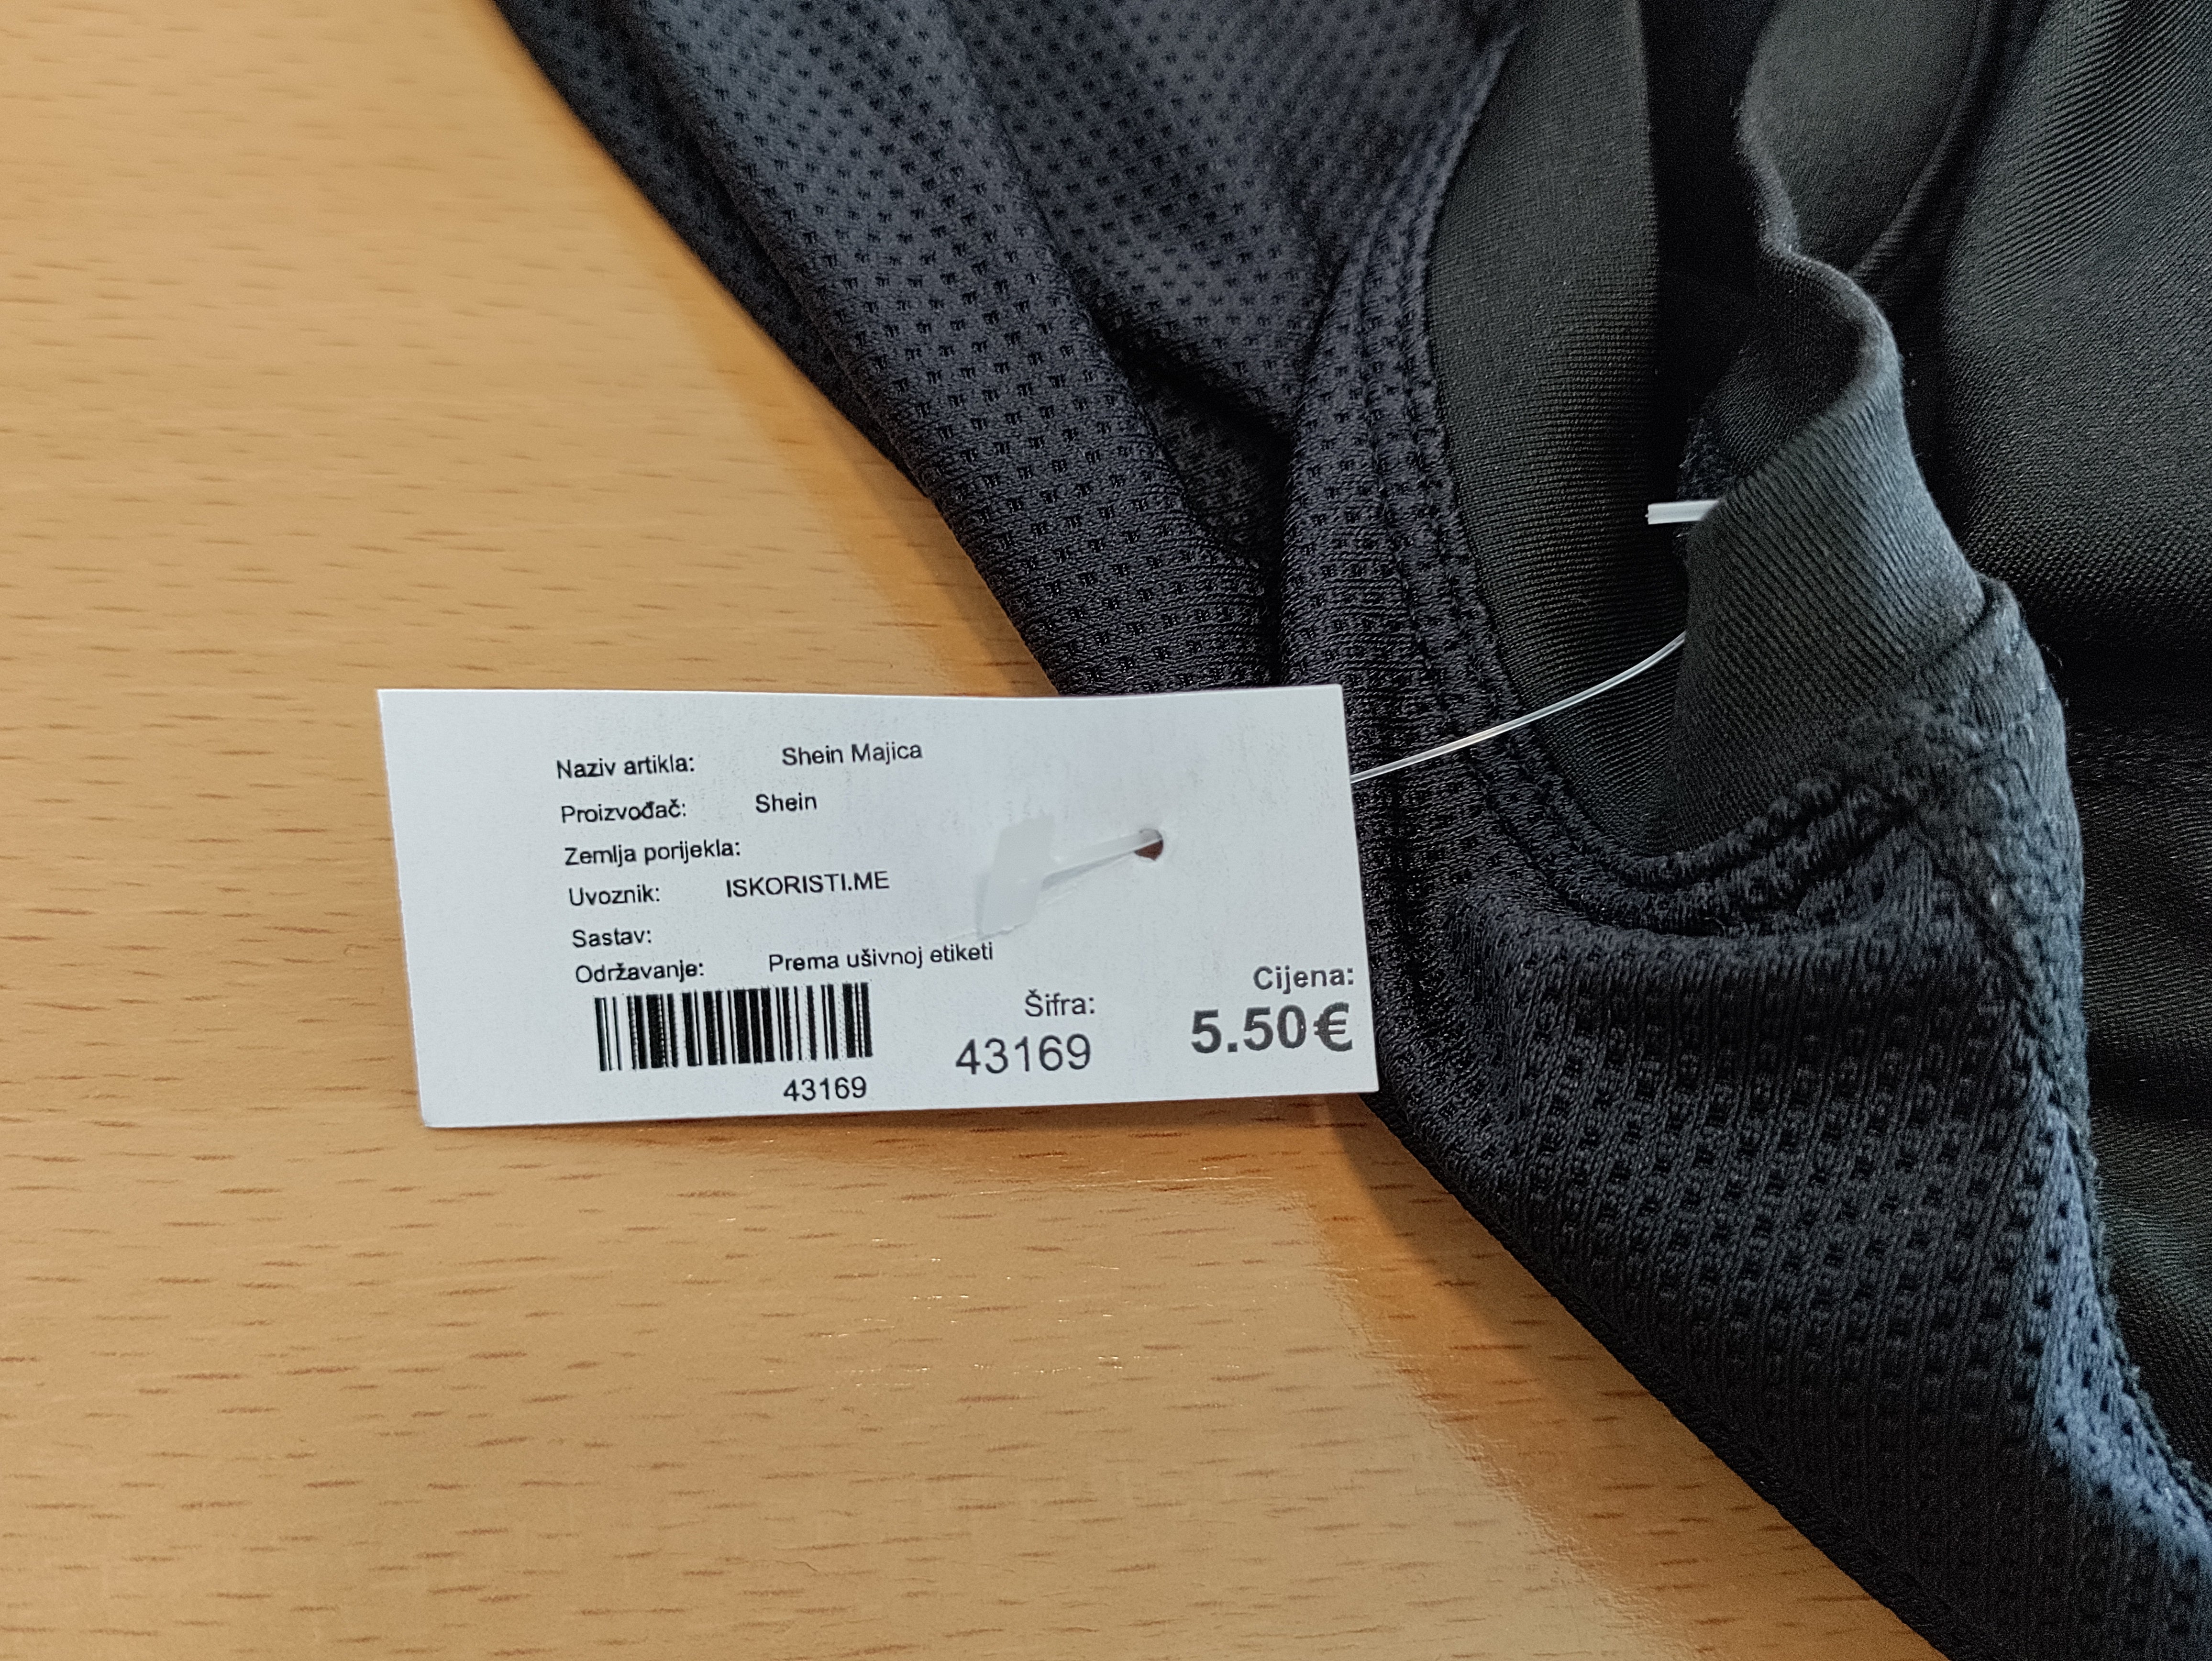 Naziv artikla: Shein Majica
Proizvođač: Shein
Zemlja porijekla:
Uvoznik: ISKORISTI.ME
Sastav:
Održavanje: Prema ušivnoj etiketi
43169
Šifra:
43169
Cijena:
5.50€